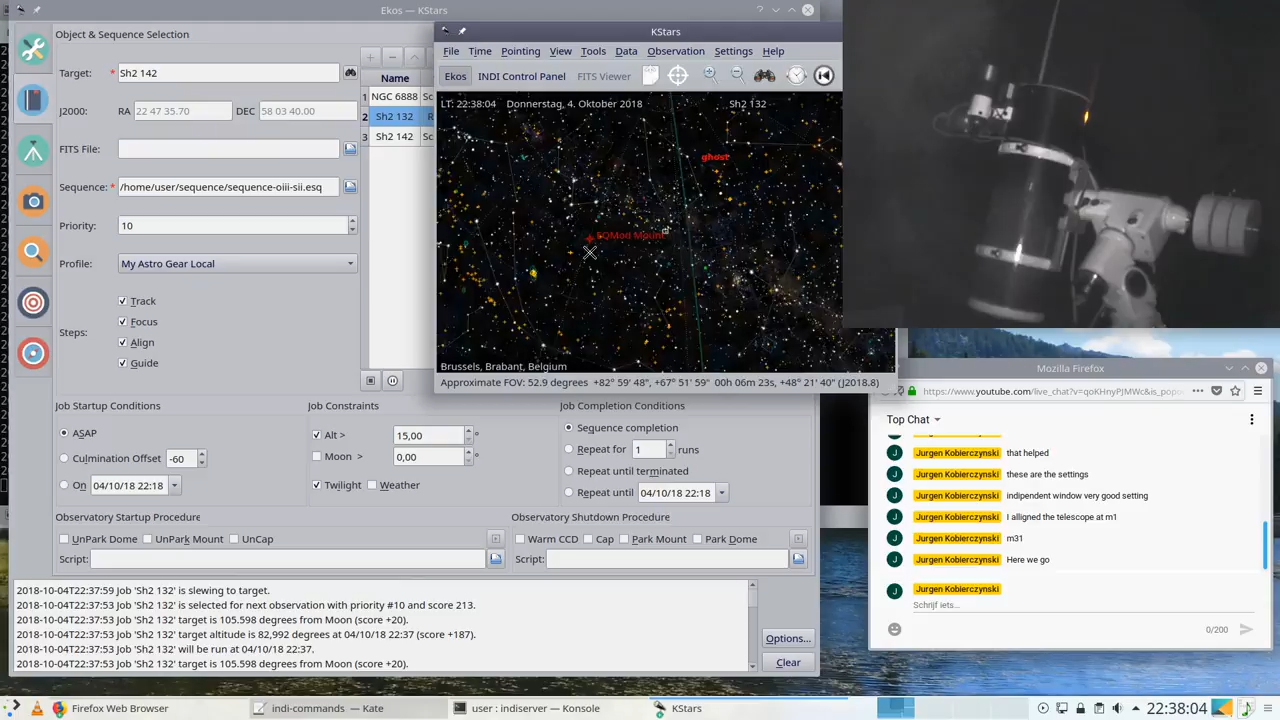 Ekos — KStars
Object & Sequence Selection
Target: * Sh2 142
J2000: RA 22 47 35.70 DEC 58 03 40.00
FITS File:
Sequence: * /home/user/sequence/sequence-oiii-sii.esq
Priority: 10
Profile: My Astro Gear Local
Steps:
Track
Focus
Align
Guide
Name
1 NGC 6888 Sc
2 Sh2 132 R
3 Sh2 142 Sc
KStars
File Time Pointing View Tools Data Observation Settings Help
Ekos INDI Control Panel FITS Viewer
LT: 22:38:04 Donnerstag, 4. Oktober 2018 Sh2 132
ghost
EQMod Mount
Brussels, Brabant, Belgium
Approximate FOV: 52.9 degrees +82° 59' 48", +67° 51' 59" 00h 06m 23s, +48° 21' 40" (J2018.8)
Job Startup Conditions
ASAP
Culmination Offset -60
On 04/10/18 22:18
Job Constraints
Alt > 15,00 °
Moon > 0,00 °
Twilight Weather
Job Completion Conditions
Sequence completion
Repeat for 1 runs
Repeat until terminated
Repeat until 04/10/18 22:18
Observatory Startup Procedure
UnPark Dome UnPark Mount UnCap
Script:
Observatory Shutdown Procedure
Warm CCD Cap Park Mount Park Dome
Script:
2018-10-04T22:37:59 Job 'Sh2 132' is slewing to target.
2018-10-04T22:37:53 Job 'Sh2 132' is selected for next observation with priority #10 and score 213.
2018-10-04T22:37:53 Job 'Sh2 132' target is 105.598 degrees from Moon (score +20).
2018-10-04T22:37:53 Job 'Sh2 132' target altitude is 82,992 degrees at 04/10/18 22:37 (score +187).
2018-10-04T22:37:53 Job 'Sh2 132' will be run at 04/10/18 22:37.
2018-10-04T22:37:53 Job 'Sh2 132' target is 105.598 degrees from Moon (score +20).
Options...
Clear
Mozilla Firefox
https://www.youtube.com/live_chat?v=qoKHnyPJMWc&is_popo
Top Chat
Jurgen Kobierczynski that helped
Jurgen Kobierczynski these are the settings
Jurgen Kobierczynski indipendent window very good setting
Jurgen Kobierczynski I alligned the telescope at m1
Jurgen Kobierczynski m31
Jurgen Kobierczynski Here we go
Jurgen Kobierczynski
Schrijf iets…
0/200
Firefox Web Browser
indi-commands — Kate
user : indiserver — Konsole
KStars
22:38:04